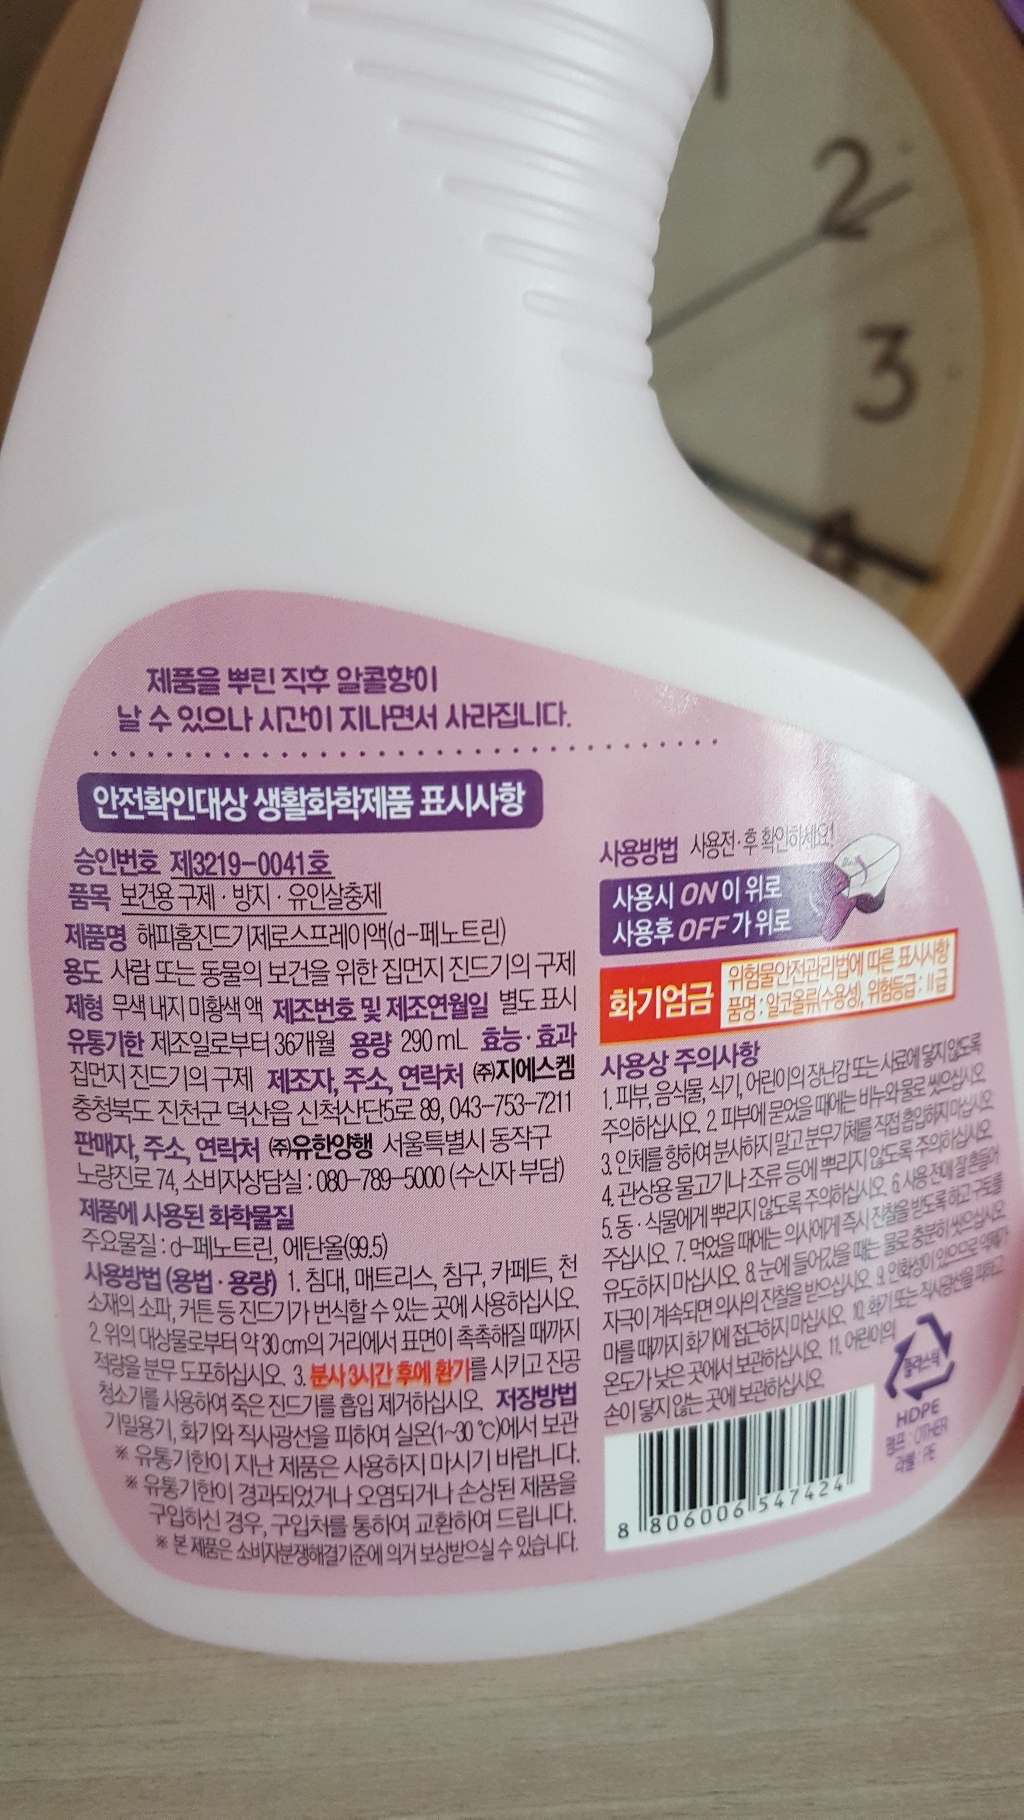 2
3
4
제품을 뿌린 직후 알콜향이
날 수 있으나 시간이 지나면서 사라집니다.
안전확인대상 생활화학제품 표시사항
승인번호 제3219-0041호
품목 보건용 구제·방지·유인살충제
제품명 해피홈진드기제로스프레이액(d-페노트린)
용도 사람 또는 동물의 보건을 위한 집먼지 진드기의 구제
제형 무색 내지 미황색 액 제조번호 및 제조연월일 별도 표시
유통기한 제조일로부터 36개월 용량 290 mL 효능·효과
집먼지 진드기의 구제 제조자, 주소, 연락처 ㈜지에스켐
충청북도 진천군 덕산읍 신척산단5로 89, 043-753-7211
판매자, 주소, 연락처 ㈜유한양행 서울특별시 동작구
노량진로 74, 소비자상담실 : 080-789-5000 (수신자 부담)
제품에 사용된 화학물질
주요물질 : d-페노트린, 에탄올(99.5)
사용방법 (용법·용량) 1. 침대, 매트리스, 침구, 카페트, 천
소재의 소파, 커튼 등 진드기가 번식할 수 있는 곳에 사용하십시오.
2. 위의 대상물로부터 약 30 cm의 거리에서 표면이 촉촉해질 때까지
적량을 분무 도포하십시오. 3. 분사 3시간 후에 환기를 시키고 진공
청소기를 사용하여 죽은 진드기를 흡입 제거하십시오. 저장방법
기밀용기, 화기와 직사광선을 피하여 실온(1~30 ℃)에서 보관
※ 유통기한이 지난 제품은 사용하지 마시기 바랍니다.
※ 유통기한이 경과되었거나 오염되거나 손상된 제품을
구입하신 경우, 구입처를 통하여 교환하여 드립니다.
※ 본 제품은 소비자분쟁해결기준에 의거 보상받으실 수 있습니다.
사용방법 사용전·후 확인하세요!
사용시 ON 이 위로
사용후 OFF 가 위로
화기엄금
위험물안전관리법에 따른 표시사항
품명 : 알코올류(수용성), 위험등급 : II급
사용상 주의사항
1. 피부, 음식물, 식기, 어린이의 장난감 또는 사료에 닿지 않도록
주의하십시오. 2. 피부에 묻었을 때에는 비누와 물로 씻으십시오.
3. 인체를 향하여 분사하지 말고 분무기체를 직접 흡입하지 마십시오.
4. 관상용 물고기나 조류 등에 뿌리지 않도록 주의하십시오.
5. 동·식물에게 뿌리지 않도록 주의하십시오. 6. 사용 전에 잘 흔들어
주십시오. 7. 먹었을 때에는 의사에게 즉시 진찰을 받도록 하고 구토를
유도하지 마십시오. 8. 눈에 들어갔을 때는 물로 충분히 씻으십시오.
자극이 계속되면 의사의 진찰을 받으십시오. 9. 인화성이 있으므로 약제가
마를 때까지 화기에 접근하지 마십시오. 10. 화기 또는 직사광선을 피하고
온도가 낮은 곳에서 보관하십시오. 11. 어린이의
손이 닿지 않는 곳에 보관하십시오.
플라스틱
HDPE
펌프 : OTHER
라벨 : PE
8 806006 547424